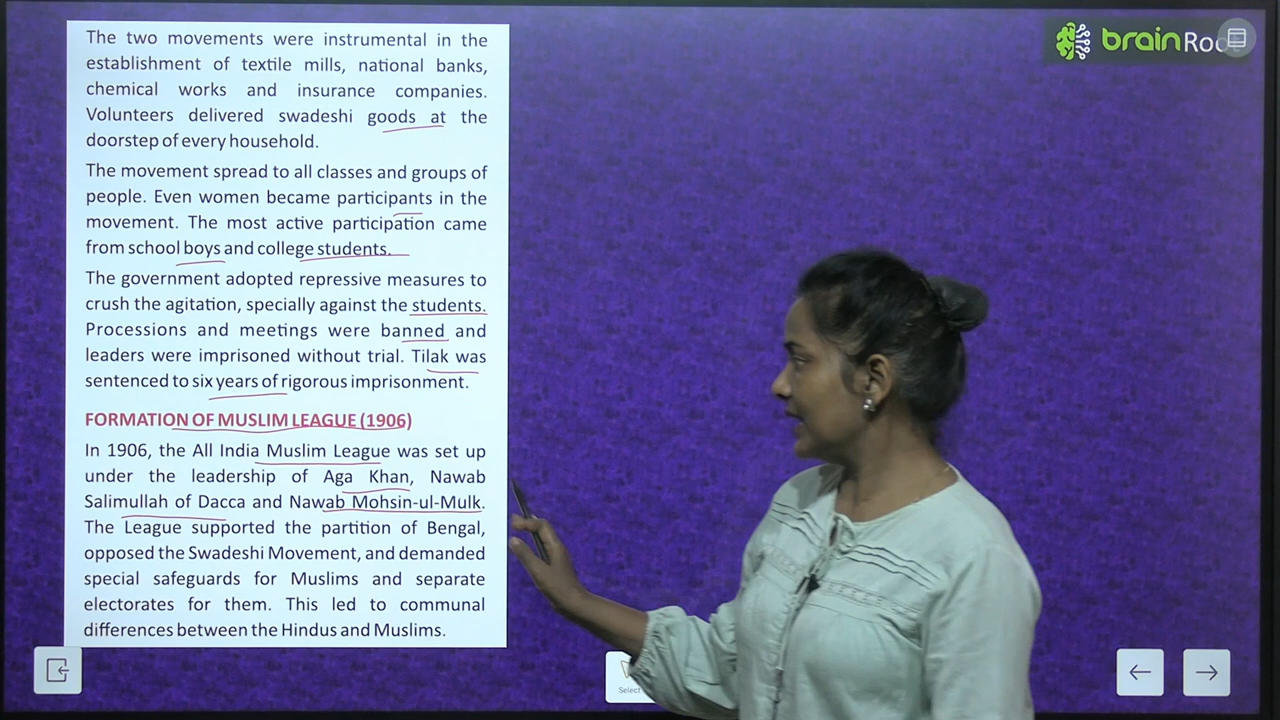 The two movements were instrumental in the
establishment of textile mills, national banks,
chemical works and insurance companies.
Volunteers delivered swadeshi goods at the
doorstep of every household.
The movement spread to all classes and groups of
people. Even women became participants in the
movement. The most active participation came
from school boys and college students.
The government adopted repressive measures to
crush the agitation, specially against the students.
Processions and meetings were banned and
leaders were imprisoned without trial. Tilak was
sentenced to six years of rigorous imprisonment.
FORMATION OF MUSLIM LEAGUE (1906)
In 1906, the All India Muslim League was set up
under the leadership of Aga Khan, Nawab
Salimullah of Dacca and Nawab Mohsin-ul-Mulk.
The League supported the partition of Bengal,
opposed the Swadeshi Movement, and demanded
special safeguards for Muslims and separate
electorates for them. This led to communal
differences between the Hindus and Muslims.
brain
Select